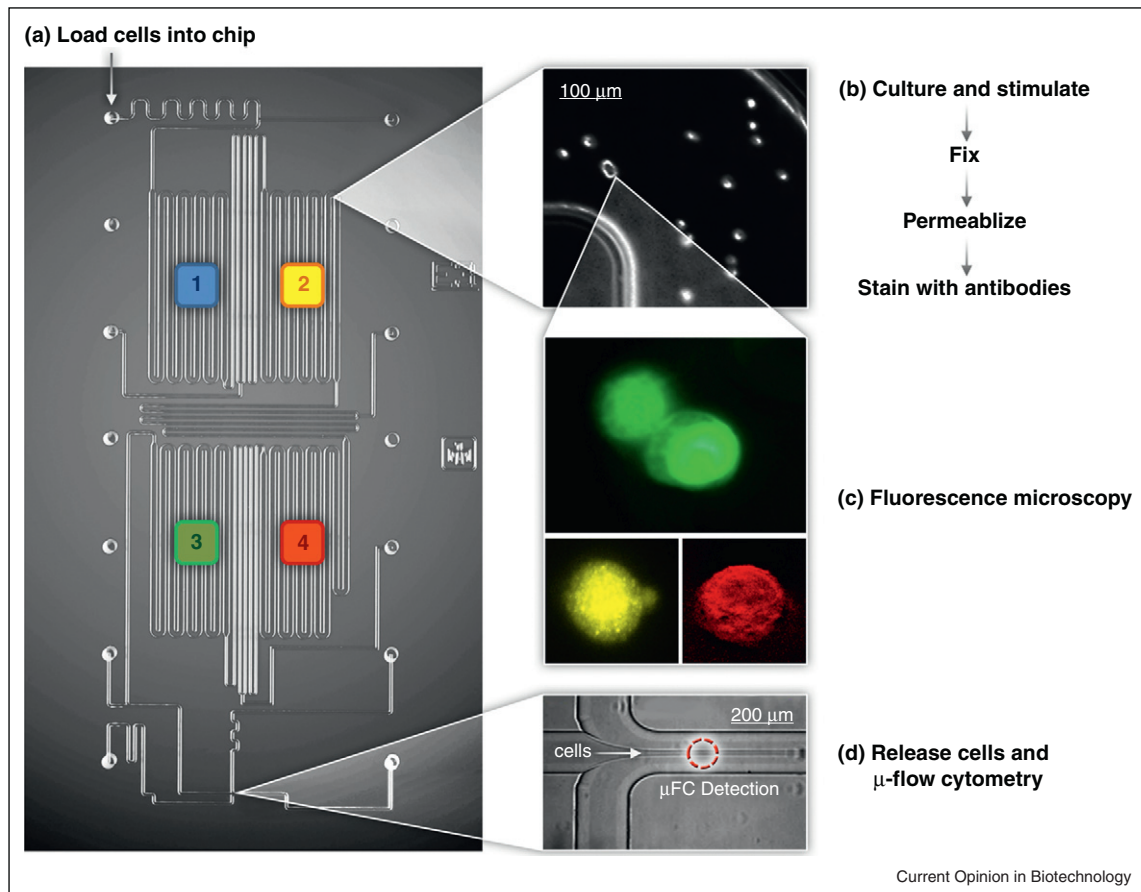 (a) Load cells into chip
100 μm
(b) Culture and stimulate
Fix
Permeablize
Stain with antibodies
1
2
3
4
(c) Fluorescence microscopy
200 μm
cells
μFC Detection
(d) Release cells and
μ-flow cytometry
Current Opinion in Biotechnology